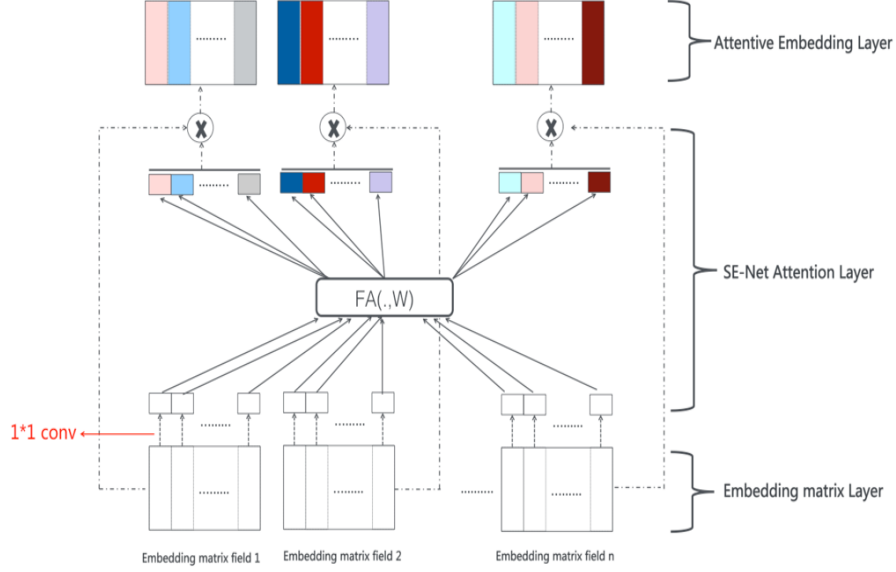 Attentive Embedding Layer
X X X
FA(.,W)
SE-Net Attention Layer
1*1 conv
Embedding matrix Layer
Embedding matrix field 1
Embedding matrix field 2
Embedding matrix field n